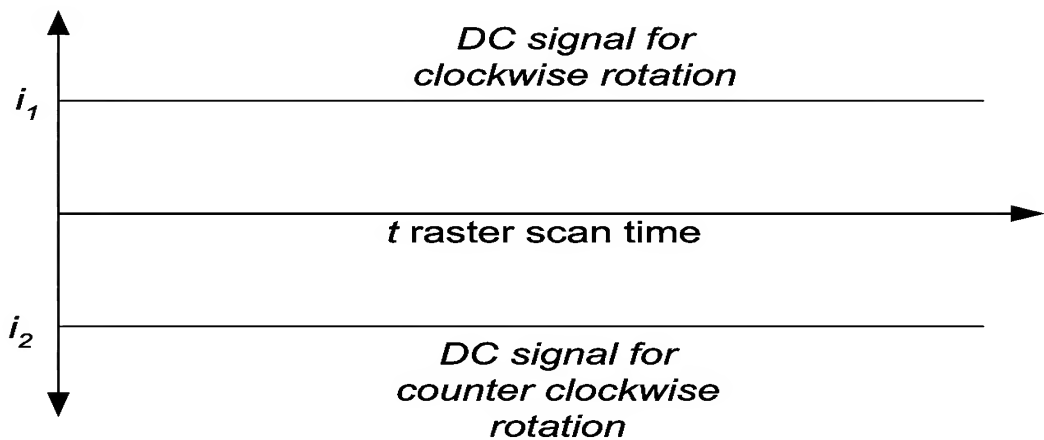 DC signal for
clockwise rotation
i1
t raster scan time
i2
DC signal for
counter clockwise
rotation